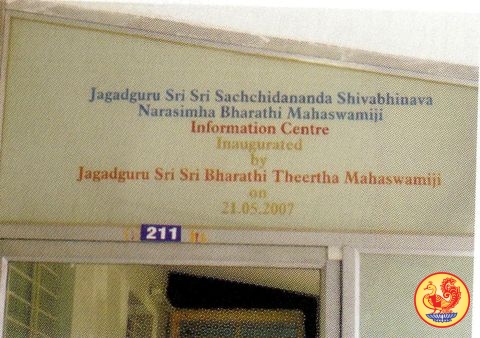 Jagadguru Sri Sri Sachchidananda Shivabhinava
Narasimha Bharathi Mahaswamiji
Information Centre
Inaugurated
by
Jagadguru Sri Sri Bharathi Theertha Mahaswamiji
on
21.05.2007
211